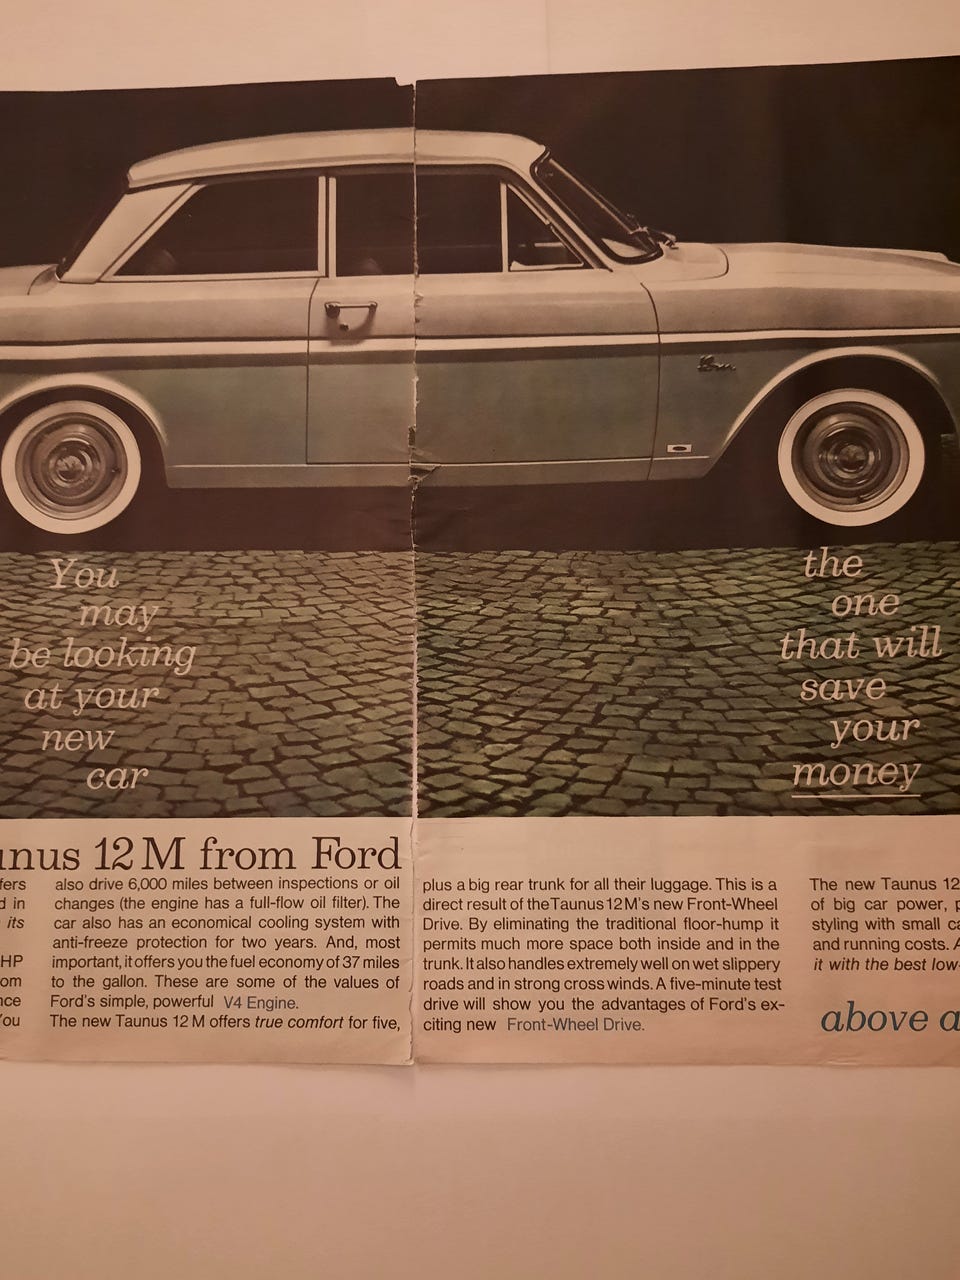 You
may
be looking
at your
new
car
the
one
that will
save
your
money
unus 12 M from Ford
fers
d in
its
HP
om
nce
You
also drive 6,000 miles between inspections or oil
changes (the engine has a full-flow oil filter). The
car also has an economical cooling system with
anti-freeze protection for two years. And, most
important, it offers you the fuel economy of 37 miles
to the gallon. These are some of the values of
Ford's simple, powerful V4 Engine.
The new Taunus 12 M offers true comfort for five,
plus a big rear trunk for all their luggage. This is a
direct result of the Taunus 12 M's new Front-Wheel
Drive. By eliminating the traditional floor-hump it
permits much more space both inside and in the
trunk. It also handles extremely well on wet slippery
roads and in strong cross winds. A five-minute test
drive will show you the advantages of Ford's ex-
citing new Front-Wheel Drive.
The new Taunus 12
of big car power, p
styling with small ca
and running costs. A
it with the best low-
above a